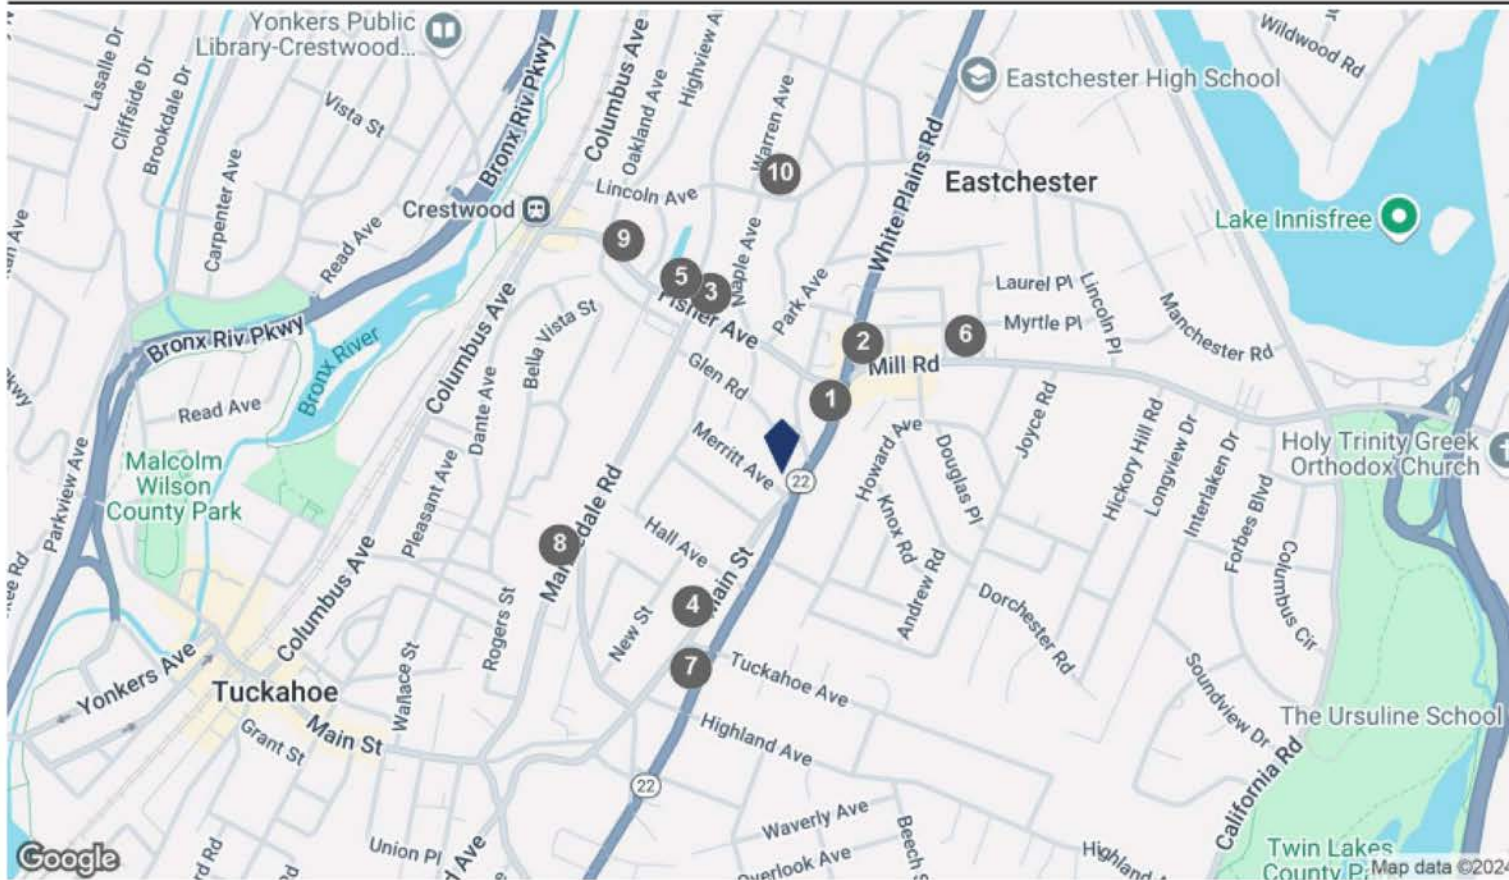 Yonkers Public
Library-Crestwood...
Lasalle Dr
Cliffside Dr
Brookdale Dr
Vista St
Bronx Riv Pkwy
Columbus Ave
Oakland Ave
Highview A
Warren Ave
10
White Plains Rd
Eastchester High School
Wildwood Rd
Eastchester
Lake Innisfree
Carpenter Ave
Read Ave
Crestwood
Lincoln Ave
9
5
3
Fisher Ave
Maple Ave
Park Ave
Laurel Pl
Lincoln Pl
Myrtle Pl
Manchester Rd
2
6
Mill Rd
1
Bronx Riv Pkwy
Bronx River
Columbus Ave
Bella Vista St
Dante Ave
Glen Rd
Read Ave
Merritt Ave
22
Howard Ave
Douglas Pl
Joyce Rd
Hickory Hill Rd
Longview Dr
Interlaken Dr
Holy Trinity Greek
Orthodox Church
Parkview Ave
Malcolm
Wilson
County Park
Pleasant Ave
Knox Rd
Forbes Blvd
Columbus Cir
Columbus Ave
8
dale Rd
Hall Ave
Main St
4
New St
Rogers St
Andrew Rd
Dorchester Rd
7
Tuckahoe Ave
Yonkers Ave
Tuckahoe
Wallace St
Main St
Grant St
Highland Ave
Soundview Dr
The Ursuline School
California Rd
22
Waverly Ave
Beech S
Overlook Ave
Union Pl
d Ave
Highland
Twin Lakes
County P
Google
Map data ©2024